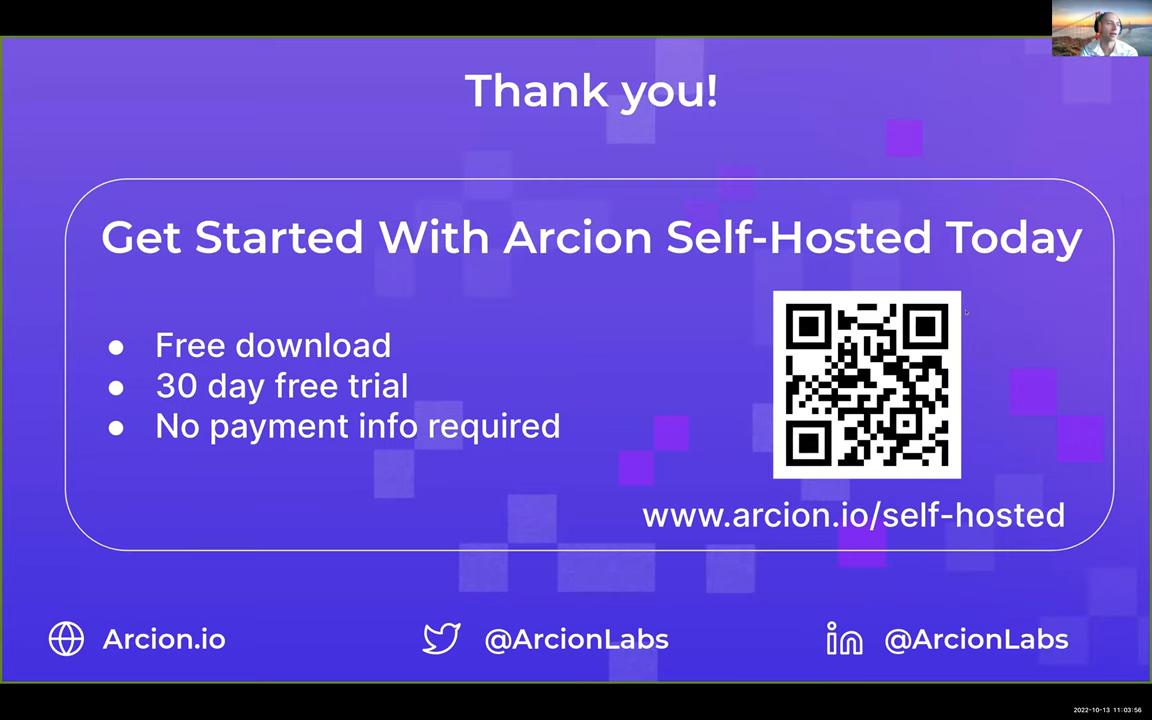 Thank you!
Get Started With Arcion Self-Hosted Today
● Free download
● 30 day free trial
● No payment info required
www.arcion.io/self-hosted
Arcion.io
@ArcionLabs
@ArcionLabs
2022-10-13 11:03:56